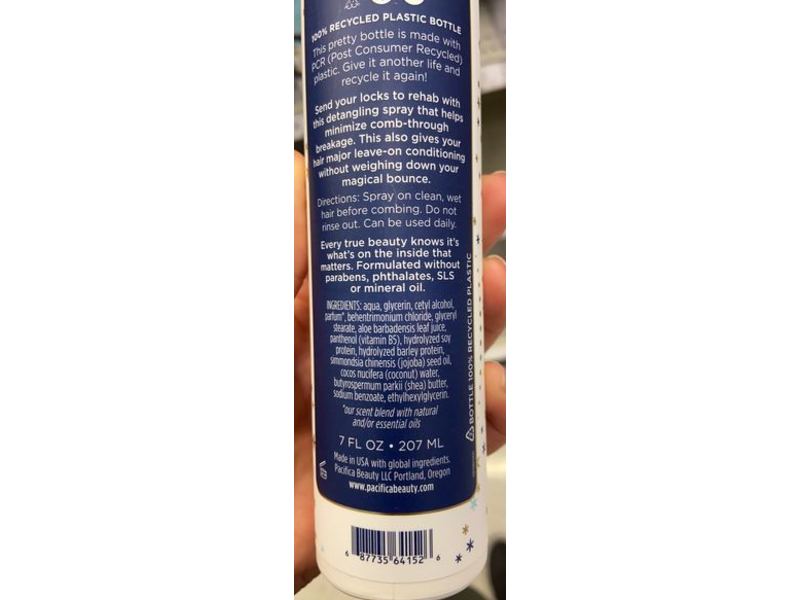 100% RECYCLED PLASTIC BOTTLE
This pretty bottle is made with
PCR (Post Consumer Recycled)
plastic. Give it another life and
recycle it again!
Send your locks to rehab with
this detangling spray that helps
minimize comb-through
breakage. This also gives your
hair major leave-on conditioning
without weighing down your
magical bounce.
Directions: Spray on clean, wet
hair before combing. Do not
rinse out. Can be used daily.
Every true beauty knows it's
what's on the inside that
matters. Formulated without
parabens, phthalates, SLS
or mineral oil.
INGREDIENTS: aqua, glycerin, cetyl alcohol,
parfum*, behentrimonium chloride, glyceryl
stearate, aloe barbadensis leaf juice,
panthenol (vitamin B5), hydrolyzed soy
protein, hydrolyzed barley protein,
simmondsia chinensis (jojoba) seed oil,
cocos nucifera (coconut) water,
butyrospermum parkii (shea) butter,
sodium benzoate, ethylhexylglycerin.
*our scent blend with natural
and/or essential oils
7 FL OZ • 207 ML
Made in USA with global ingredients.
Pacifica Beauty LLC Portland, Oregon
www.pacificabeauty.com
BOTTLE 100% RECYCLED PLASTIC
6 87735 64152 6